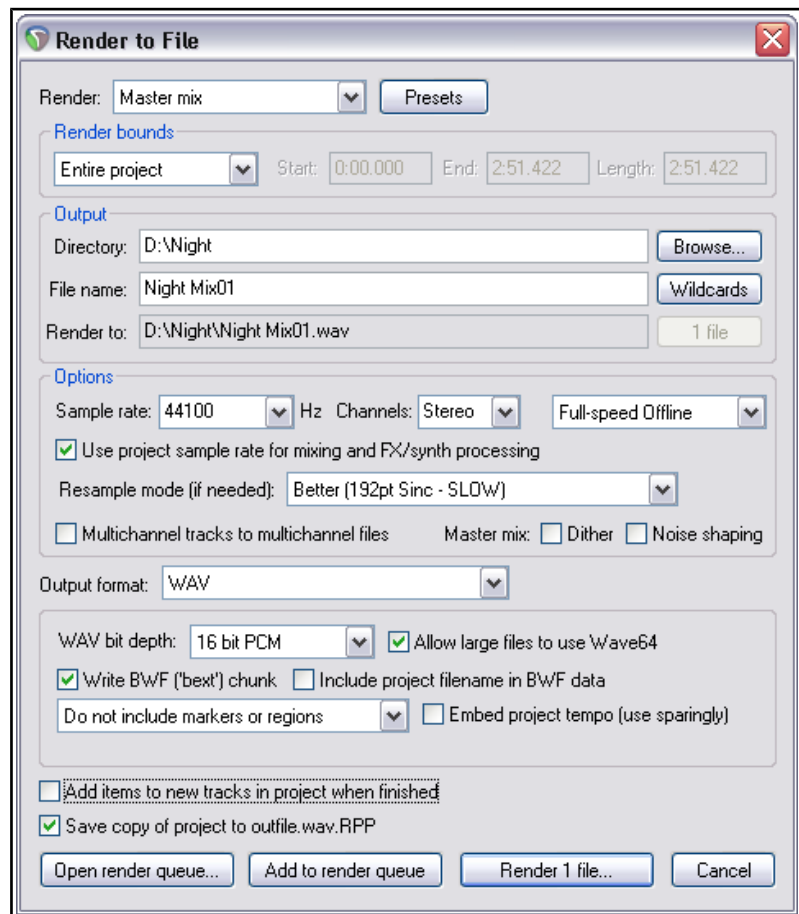 Render to File
Render: Master mix Presets
Render bounds
Entire project Start: 0:00.000 End: 2:51.422 Length: 2:51.422
Output
Directory: D:\Night Browse...
File name: Night Mix01 Wildcards
Render to: D:\Night\Night Mix01.wav 1 file
Options
Sample rate: 44100 Hz Channels: Stereo Full-speed Offline
Use project sample rate for mixing and FX/synth processing
Resample mode (if needed): Better (192pt Sinc - SLOW)
Multichannel tracks to multichannel files Master mix: Dither Noise shaping
Output format: WAV
WAV bit depth: 16 bit PCM Allow large files to use Wave64
Write BWF ('bext') chunk Include project filename in BWF data
Do not include markers or regions Embed project tempo (use sparingly)
Add items to new tracks in project when finished
Save copy of project to outfile.wav.RPP
Open render queue... Add to render queue Render 1 file... Cancel